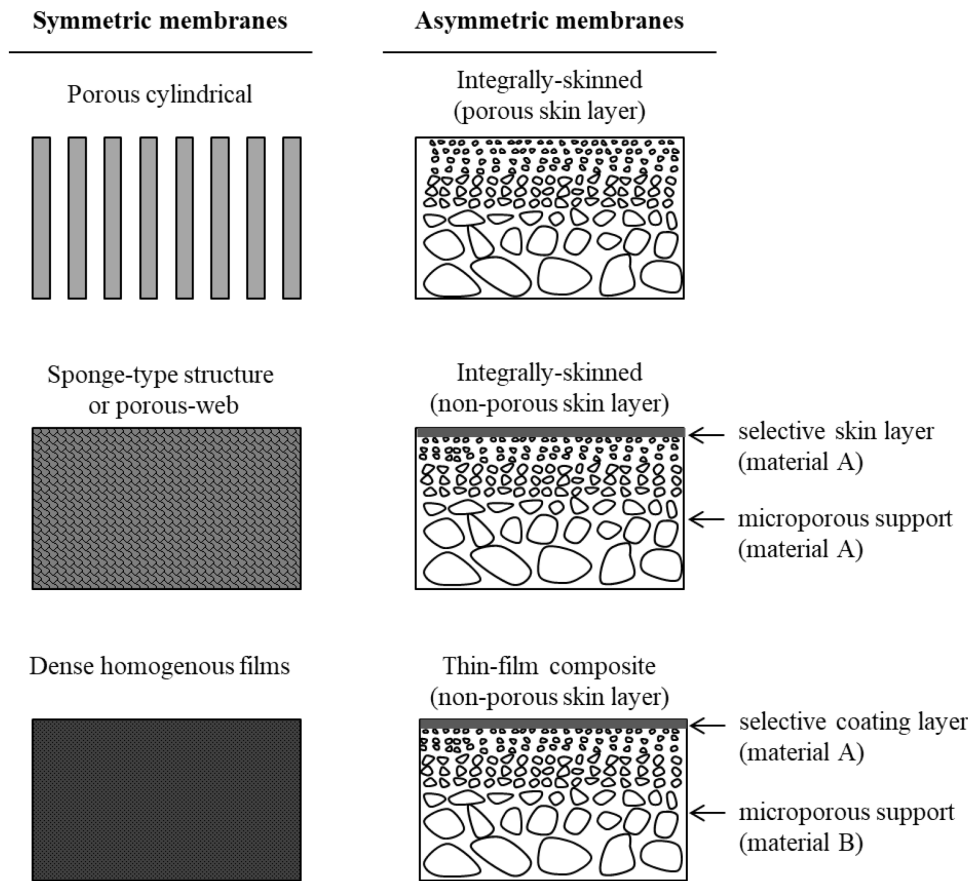 Symmetric membranes
Asymmetric membranes
Porous cylindrical
Integrally-skinned
(porous skin layer)
Sponge-type structure
or porous-web
Integrally-skinned
(non-porous skin layer)
selective skin layer
(material A)
microporous support
(material A)
Dense homogenous films
Thin-film composite
(non-porous skin layer)
selective coating layer
(material A)
microporous support
(material B)